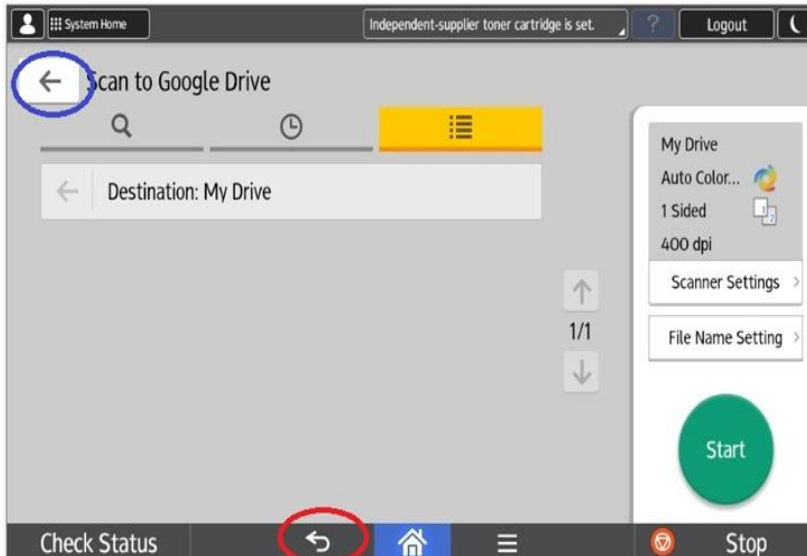 System Home
Independent-supplier toner cartridge is set.
?
Logout
Scan to Google Drive
Destination: My Drive
My Drive
Auto Color...
1 Sided
400 dpi
Scanner Settings
1/1
File Name Setting
Start
Check Status
Stop